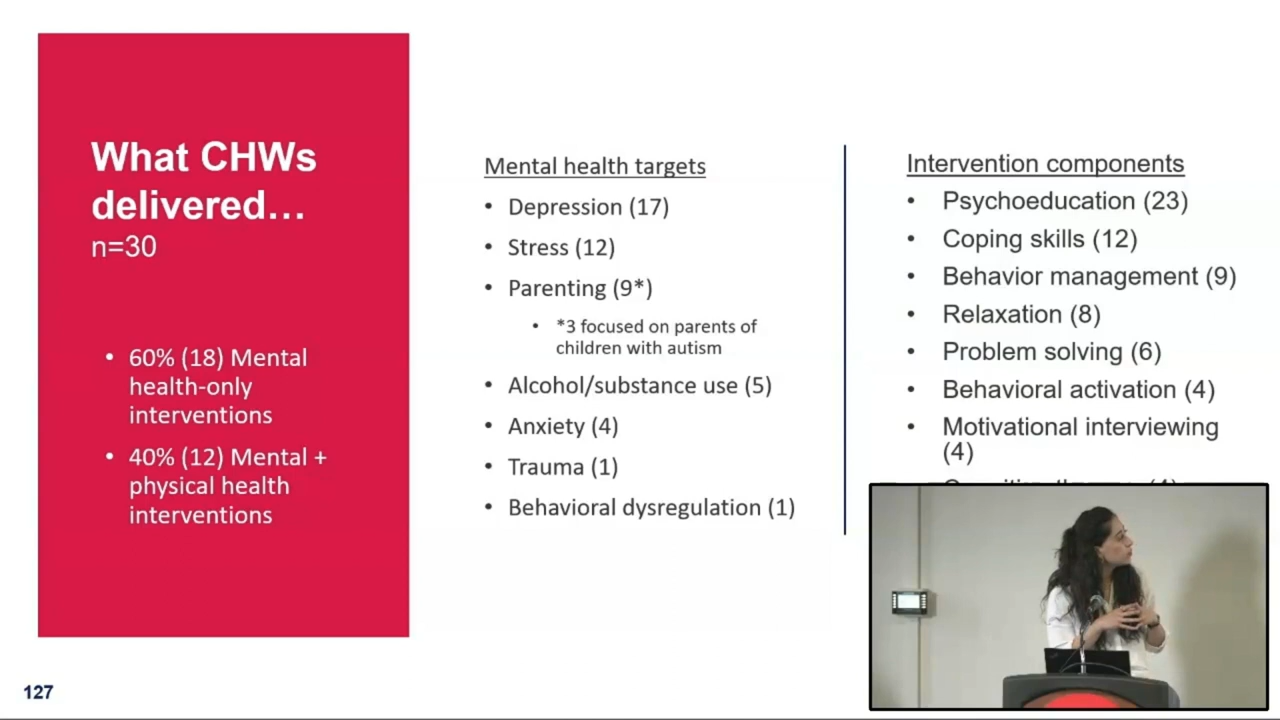 What CHWs
delivered…
n=30
• 60% (18) Mental
health-only
interventions
• 40% (12) Mental +
physical health
interventions
Mental health targets
• Depression (17)
• Stress (12)
• Parenting (9*)
• *3 focused on parents of
children with autism
• Alcohol/substance use (5)
• Anxiety (4)
• Trauma (1)
• Behavioral dysregulation (1)
Intervention components
• Psychoeducation (23)
• Coping skills (12)
• Behavior management (9)
• Relaxation (8)
• Problem solving (6)
• Behavioral activation (4)
• Motivational interviewing
(4)
127